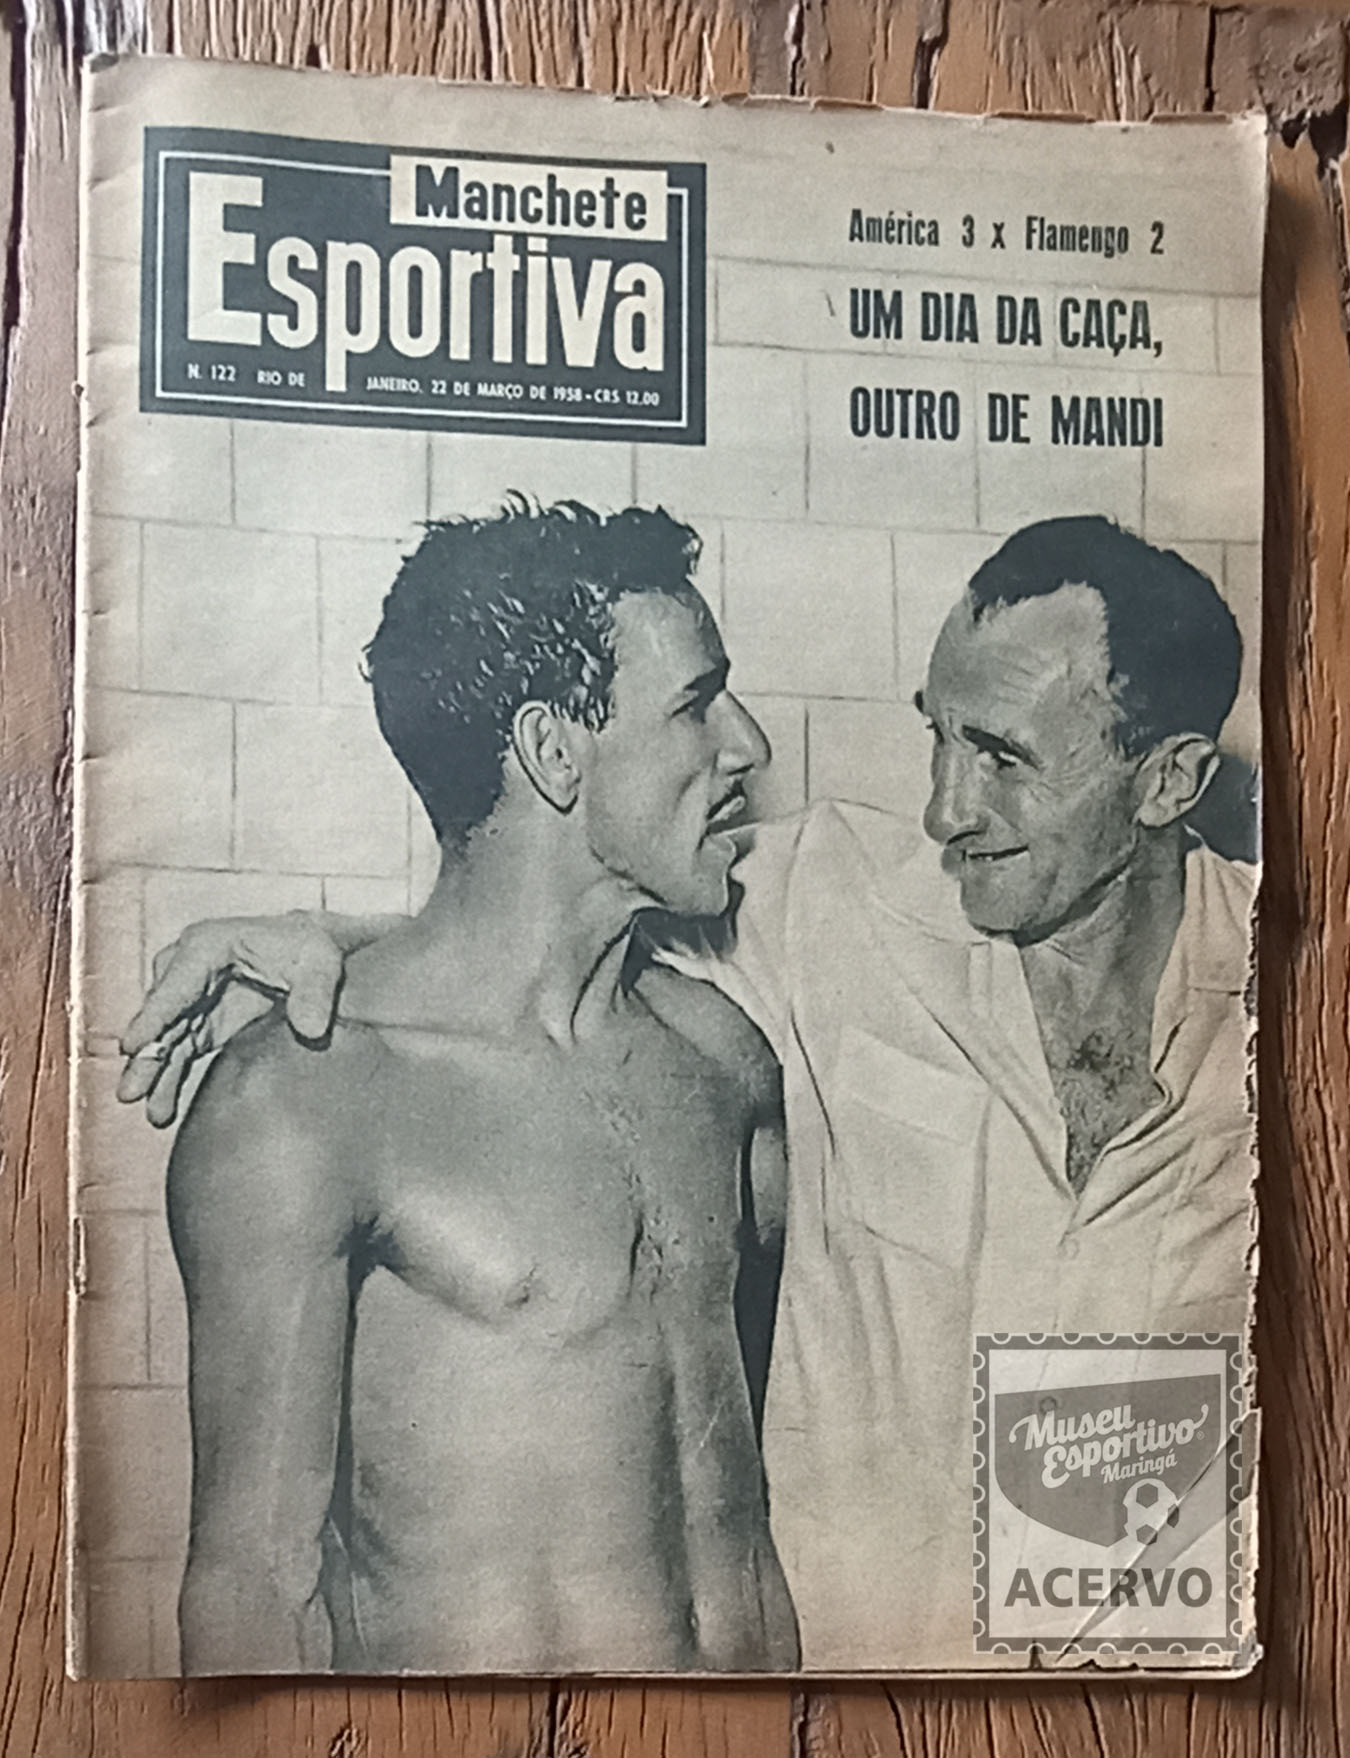 Manchete
Esportiva
N. 122 RIO DE JANEIRO, 22 DE MARÇO DE 1958 - CRS 12,00
América 3 x Flamengo 2
UM DIA DA CAÇA,
OUTRO DE MANDI
Museu
Esportivo
Maringá
ACERVO